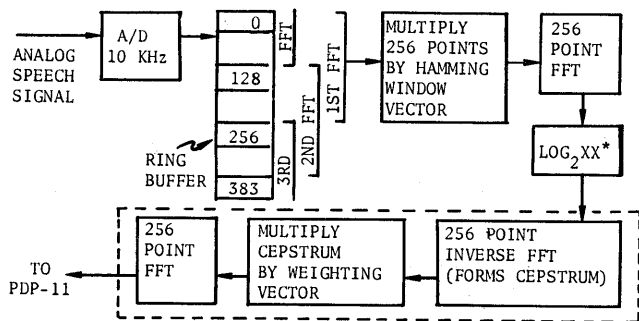 ANALOG
SPEECH
SIGNAL
A/D
10 KHz
0
128
256
383
RING
BUFFER
FFT
3RD
2ND FFT
1ST FFT
MULTIPLY
256 POINTS
BY HAMMING
WINDOW
VECTOR
256
POINT
FFT
LOG₂XX*
256 POINT
INVERSE FFT
(FORMS CEPSTRUM)
MULTIPLY
CEPSTRUM
BY WEIGHTING
VECTOR
256
POINT
FFT
TO
PDP-11